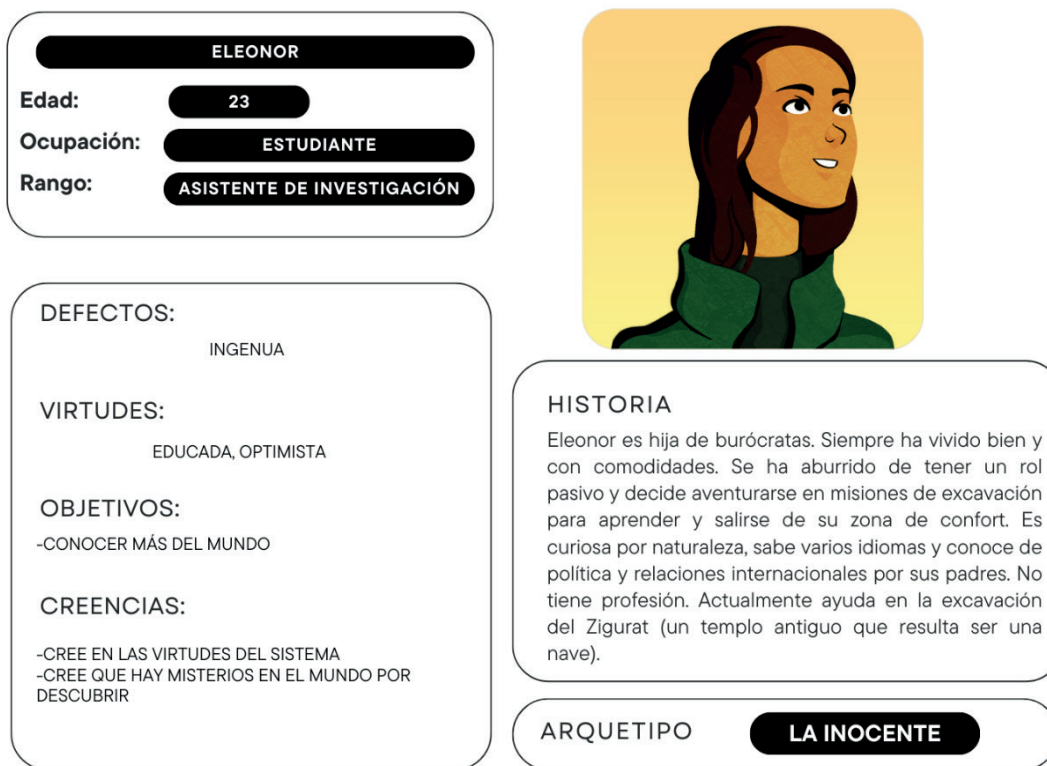 ELEONOR
Edad: 23
Ocupación: ESTUDIANTE
Rango: ASISTENTE DE INVESTIGACIÓN
DEFECTOS:
INGENUA
VIRTUDES:
EDUCADA, OPTIMISTA
OBJETIVOS:
-CONOCER MÁS DEL MUNDO
CREENCIAS:
-CREE EN LAS VIRTUDES DEL SISTEMA
-CREE QUE HAY MISTERIOS EN EL MUNDO POR
DESCUBRIR
HISTORIA
Eleonor es hija de burócratas. Siempre ha vivido bien y
con comodidades. Se ha aburrido de tener un rol
pasivo y decide aventurarse en misiones de excavación
para aprender y salirse de su zona de confort. Es
curiosa por naturaleza, sabe varios idiomas y conoce de
política y relaciones internacionales por sus padres. No
tiene profesión. Actualmente ayuda en la excavación
del Zigurat (un templo antiguo que resulta ser una
nave).
ARQUETIPO LA INOCENTE